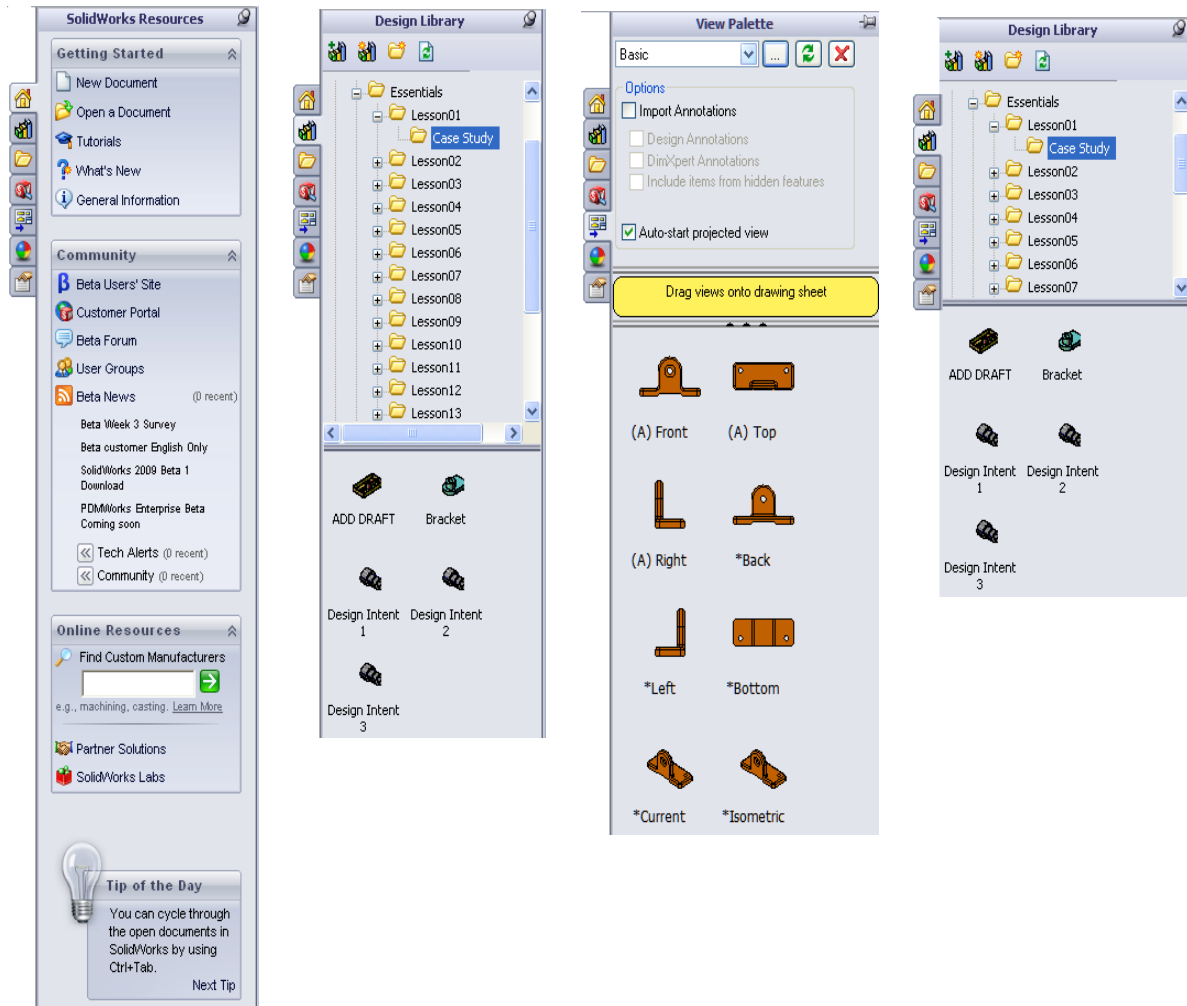 SolidWorks Resources
Getting Started
New Document
Open a Document
Tutorials
What's New
General Information
Community
Beta Users' Site
Customer Portal
Beta Forum
User Groups
Beta News (0 recent)
Beta Week 3 Survey
Beta customer English Only
SolidWorks 2009 Beta 1
Download
PDMWorks Enterprise Beta
Coming soon
Tech Alerts (0 recent)
Community (0 recent)
Online Resources
Find Custom Manufacturers
e.g., machining, casting. Learn More
Partner Solutions
SolidWorks Labs
Tip of the Day
You can cycle through
the open documents in
SolidWorks by using
Ctrl+Tab.
Next Tip
Design Library
Essentials
Lesson01
Case Study
Lesson02
Lesson03
Lesson04
Lesson05
Lesson06
Lesson07
Lesson08
Lesson09
Lesson10
Lesson11
Lesson12
Lesson13
ADD DRAFT Bracket
Design Intent Design Intent
1 2
Design Intent
3
View Palette
Basic ...
Options
Import Annotations
Design Annotations
DimXpert Annotations
Include items from hidden features
Auto-start projected view
Drag views onto drawing sheet
(A) Front (A) Top
(A) Right *Back
*Left *Bottom
*Current *Isometric
Design Library
Essentials
Lesson01
Case Study
Lesson02
Lesson03
Lesson04
Lesson05
Lesson06
Lesson07
ADD DRAFT Bracket
Design Intent Design Intent
1 2
Design Intent
3